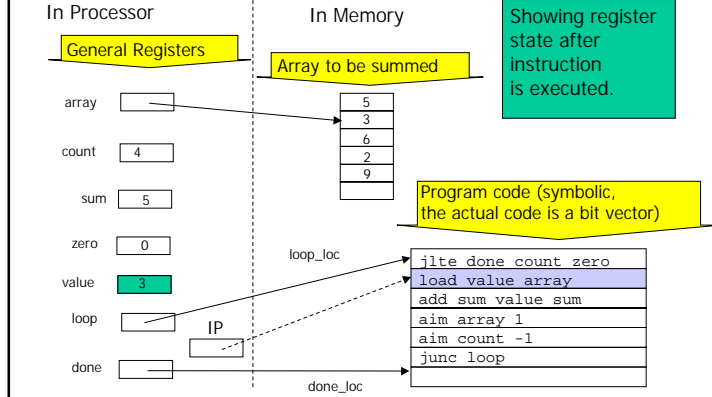 In Processor
In Memory
Showing register
state after
instruction
is executed.
General Registers
Array to be summed
array
count
4
sum
5
zero
0
value
3
loop
IP
done
5
3
6
2
9
Program code (symbolic,
the actual code is a bit vector)
loop_loc
jlte done count zero
load value array
add sum value sum
aim array 1
aim count -1
junc loop
done_loc